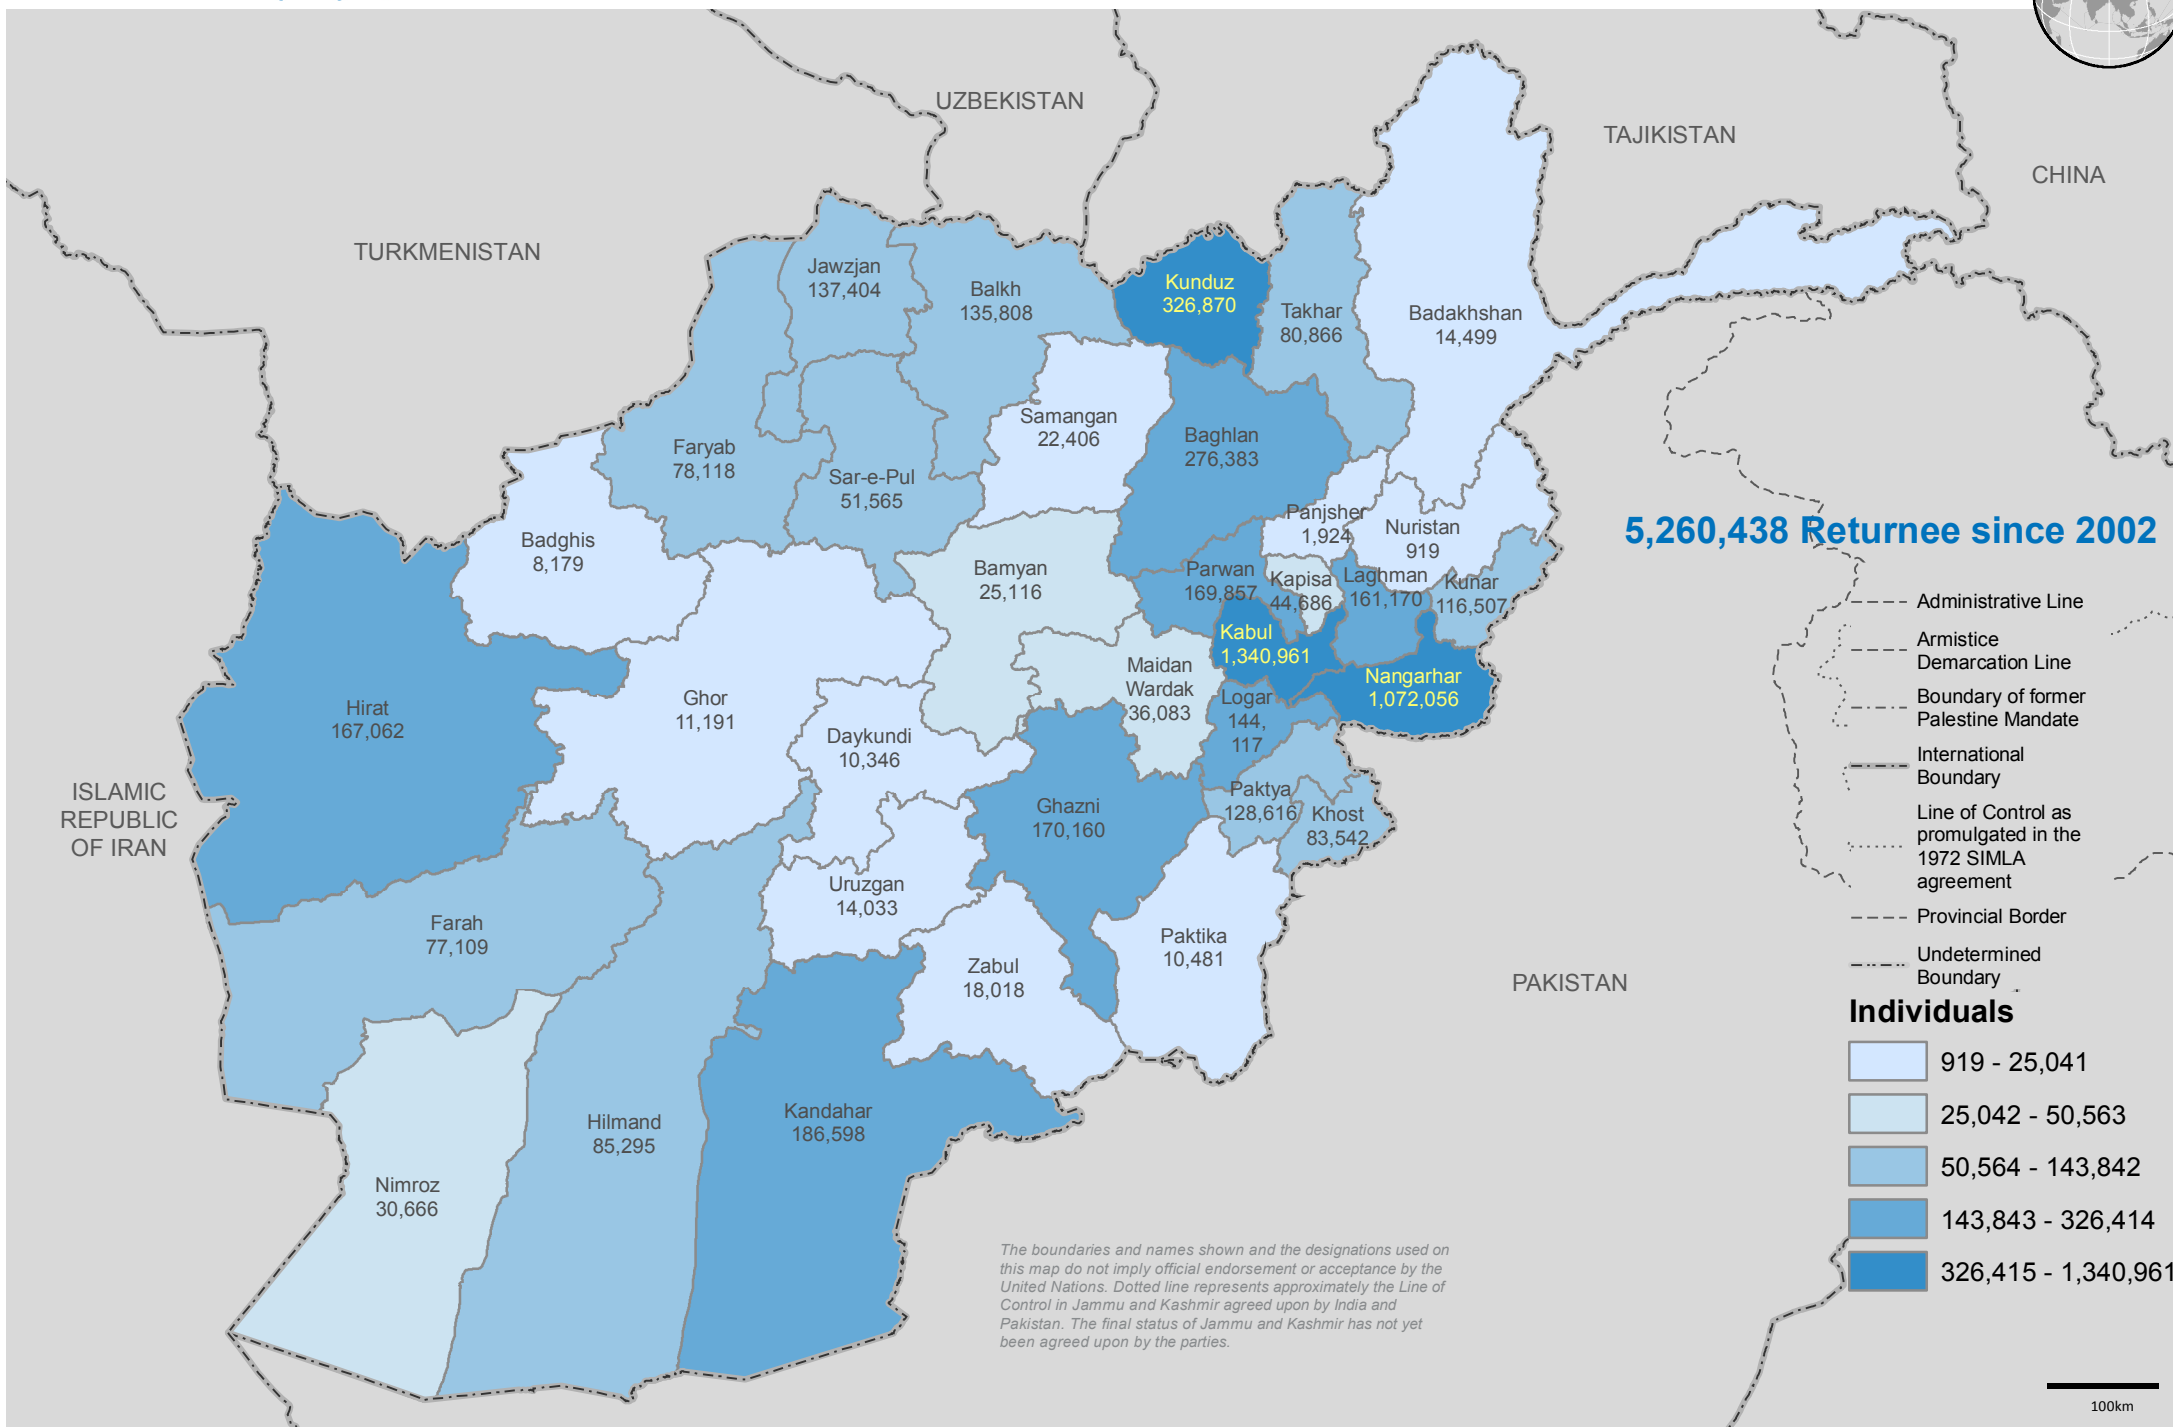 UZBEKISTAN
TAJIKISTAN
CHINA
TURKMENISTAN
Jawzjan
137,404
Balkh
135,808
Kunduz
326,870
Takhar
80,866
Badakhshan
14,499
Samangan
22,406
Baghlan
276,383
Faryab
78,118
Sar-e-Pul
51,565
Badghis
8,179
Panjsher
1,924
Nuristan
919
5,260,438 Returnee since 2002
Bamyan
25,116
Parwan
169,857
Kapisa
44,686
Laghman
161,170
Kunar
116,507
Kabul
1,340,961
Maidan
Wardak
36,083
Nangarhar
1,072,056
Logar
144,
117
Hirat
167,062
Ghor
11,191
Daykundi
10,346
ISLAMIC
REPUBLIC
OF IRAN
Ghazni
170,160
Paktya
128,616
Khost
83,542
Uruzgan
14,033
Farah
77,109
Zabul
18,018
Paktika
10,481
PAKISTAN
Kandahar
186,598
Hilmand
85,295
Nimroz
30,666
Administrative Line
Armistice
Demarcation Line
Boundary of former
Palestine Mandate
International
Boundary
Line of Control as
promulgated in the
1972 SIMLA
agreement
Provincial Border
Undetermined
Boundary
Individuals
919 - 25,041
25,042 - 50,563
50,564 - 143,842
143,843 - 326,414
326,415 - 1,340,961
The boundaries and names shown and the designations used on
this map do not imply official endorsement or acceptance by the
United Nations. Dotted line represents approximately the Line of
Control in Jammu and Kashmir agreed upon by India and
Pakistan. The final status of Jammu and Kashmir has not yet
been agreed upon by the parties.
100km